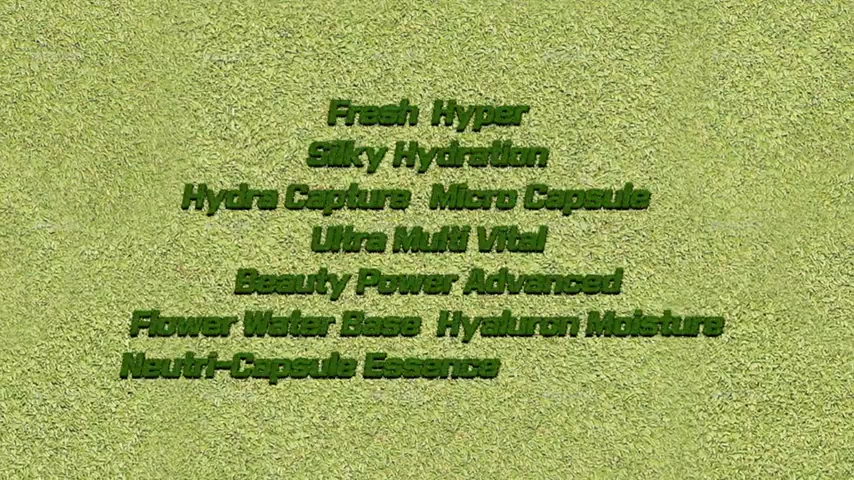 Fresh Hyper
Silky Hydration
Hydra Capture Micro Capsule
Ultra Multi Vital
Beauty Power Advanced
Flower Water Base Hyaluron Moisture
Neutri-Capsule Essence